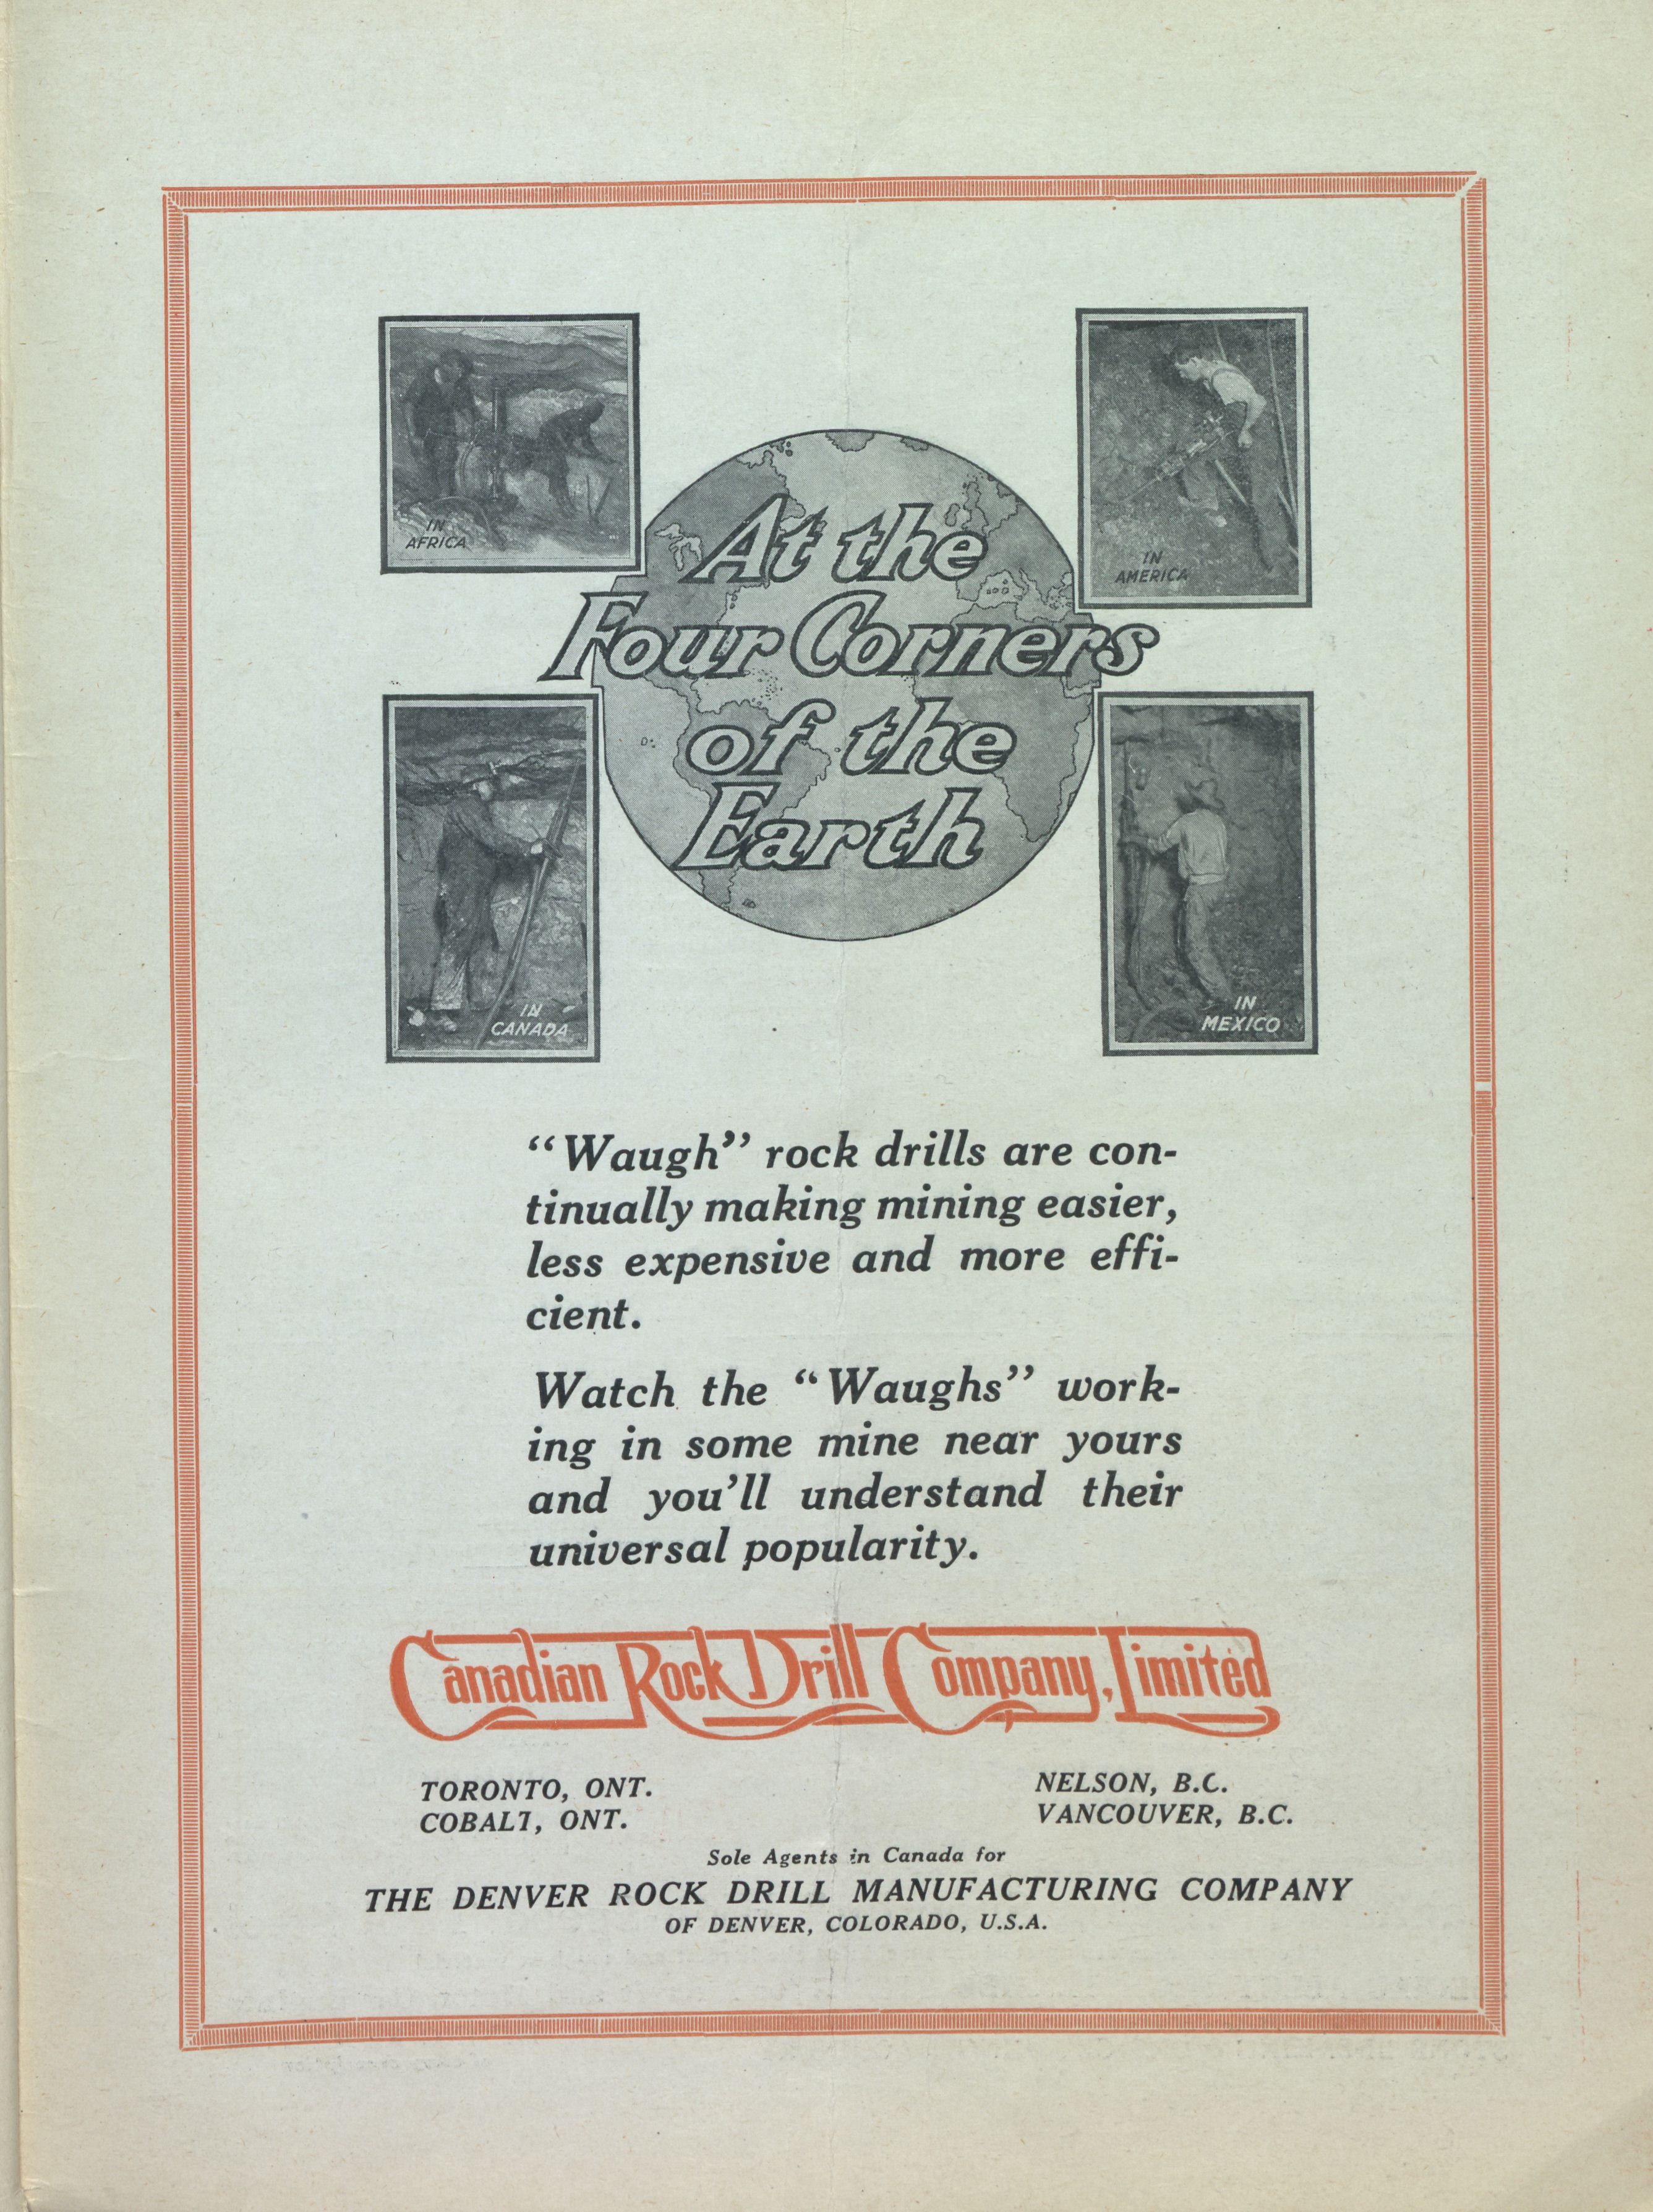 IN
AFRICA
IN
AMERICA
At the
Four Corners
of the
Earth
IN
CANADA
IN
MEXICO
"Waugh" rock drills are con-
tinually making mining easier,
less expensive and more effi-
cient.
Watch the "Waughs" work-
ing in some mine near yours
and you'll understand their
universal popularity.
Canadian Rock Drill Company, Limited
TORONTO, ONT.
COBALT, ONT.
NELSON, B.C.
VANCOUVER, B.C.
Sole Agents in Canada for
THE DENVER ROCK DRILL MANUFACTURING COMPANY
OF DENVER, COLORADO, U.S.A.